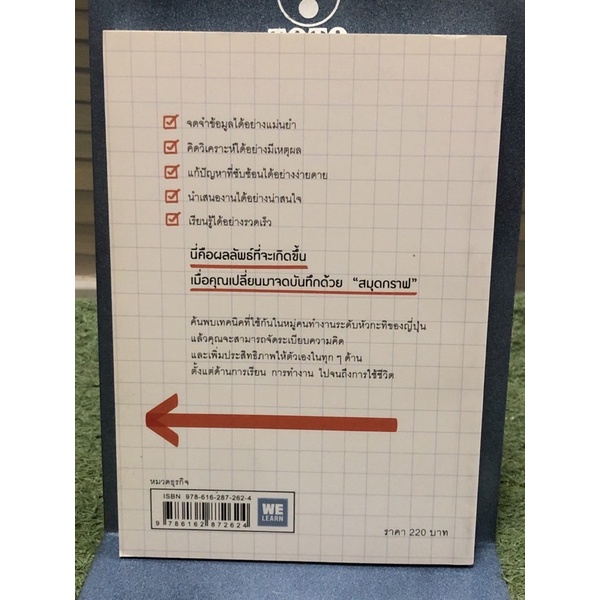 TOTO
จดจำข้อมูลได้อย่างแม่นยำ
คิดวิเคราะห์ได้อย่างมีเหตุผล
แก้ปัญหาที่ซับซ้อนได้อย่างง่ายดาย
นำเสนองานได้อย่างน่าสนใจ
เรียนรู้ได้อย่างรวดเร็ว
นี่คือผลลัพธ์ที่จะเกิดขึ้น
เมื่อคุณเปลี่ยนมาจดบันทึกด้วย “สมุดกราฟ”
ค้นพบเทคนิคที่ใช้กันในหมู่คนทำงานระดับหัวกะทิของญี่ปุ่น
แล้วคุณจะสามารถจัดระเบียบความคิด
และเพิ่มประสิทธิภาพให้ตัวเองในทุก ๆ ด้าน
ตั้งแต่ด้านการเรียน การทำงาน ไปจนถึงการใช้ชีวิต
หมวดธุรกิจ
ISBN 978-616-287-262-4
9 786162 872624
WE
LEARN
ราคา 220 บาท